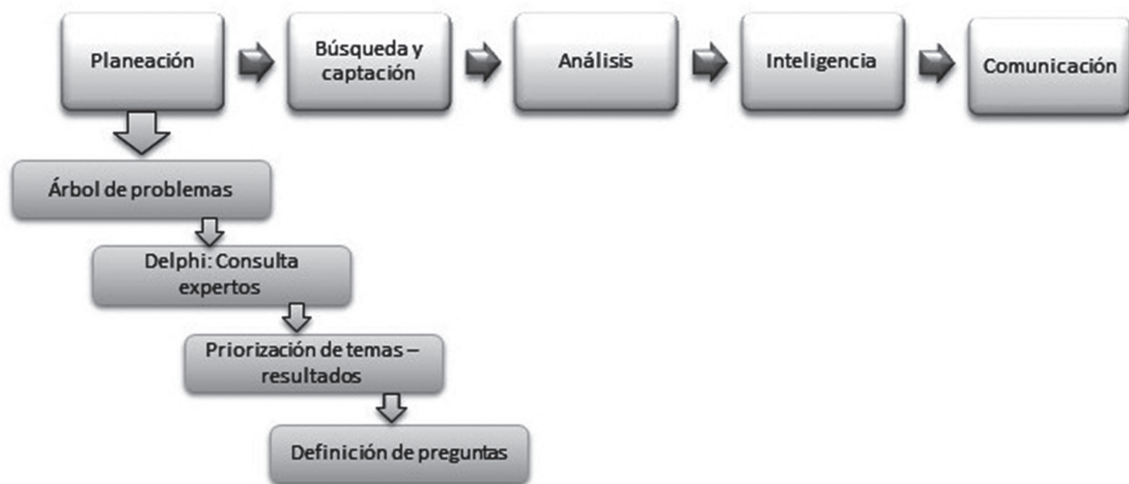 Planeación
Búsqueda y
captación
Análisis
Inteligencia
Comunicación
Árbol de problemas
Delphi: Consulta
expertos
Priorización de temas –
resultados
Definición de preguntas